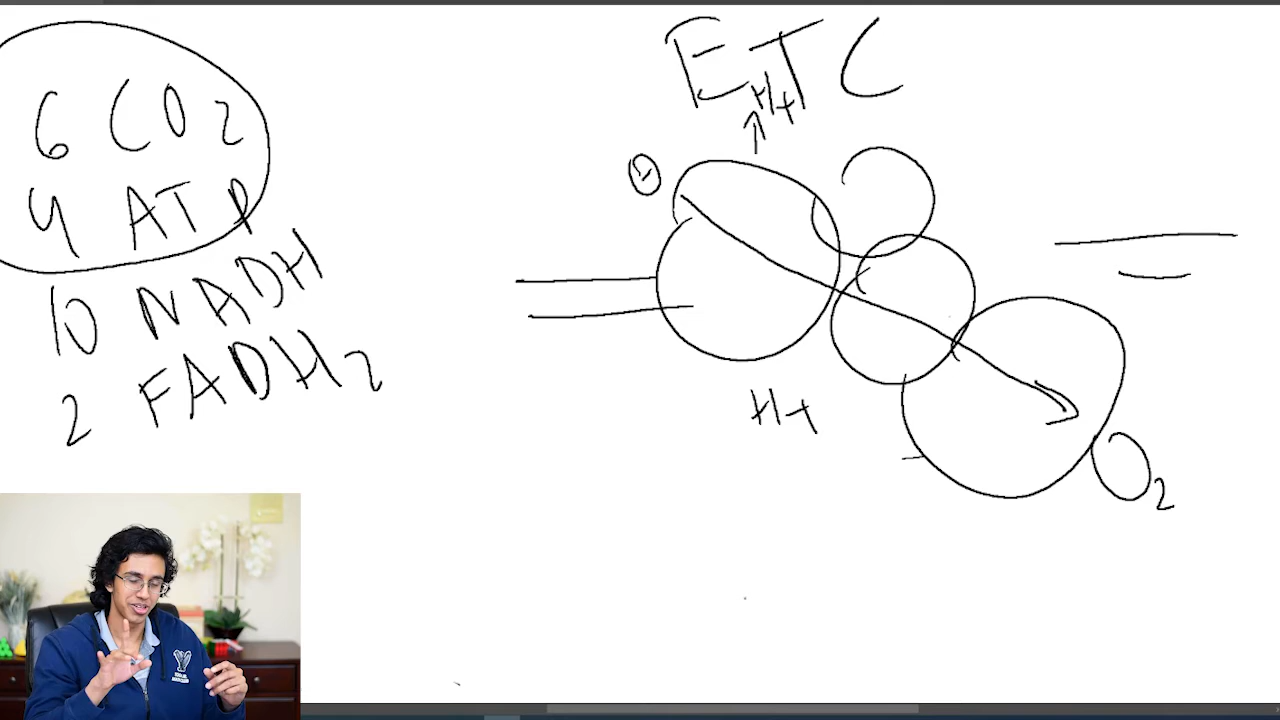 6 CO2
4 ATP
10 NADH
2 FADH2
ETC
H+
H+
O2